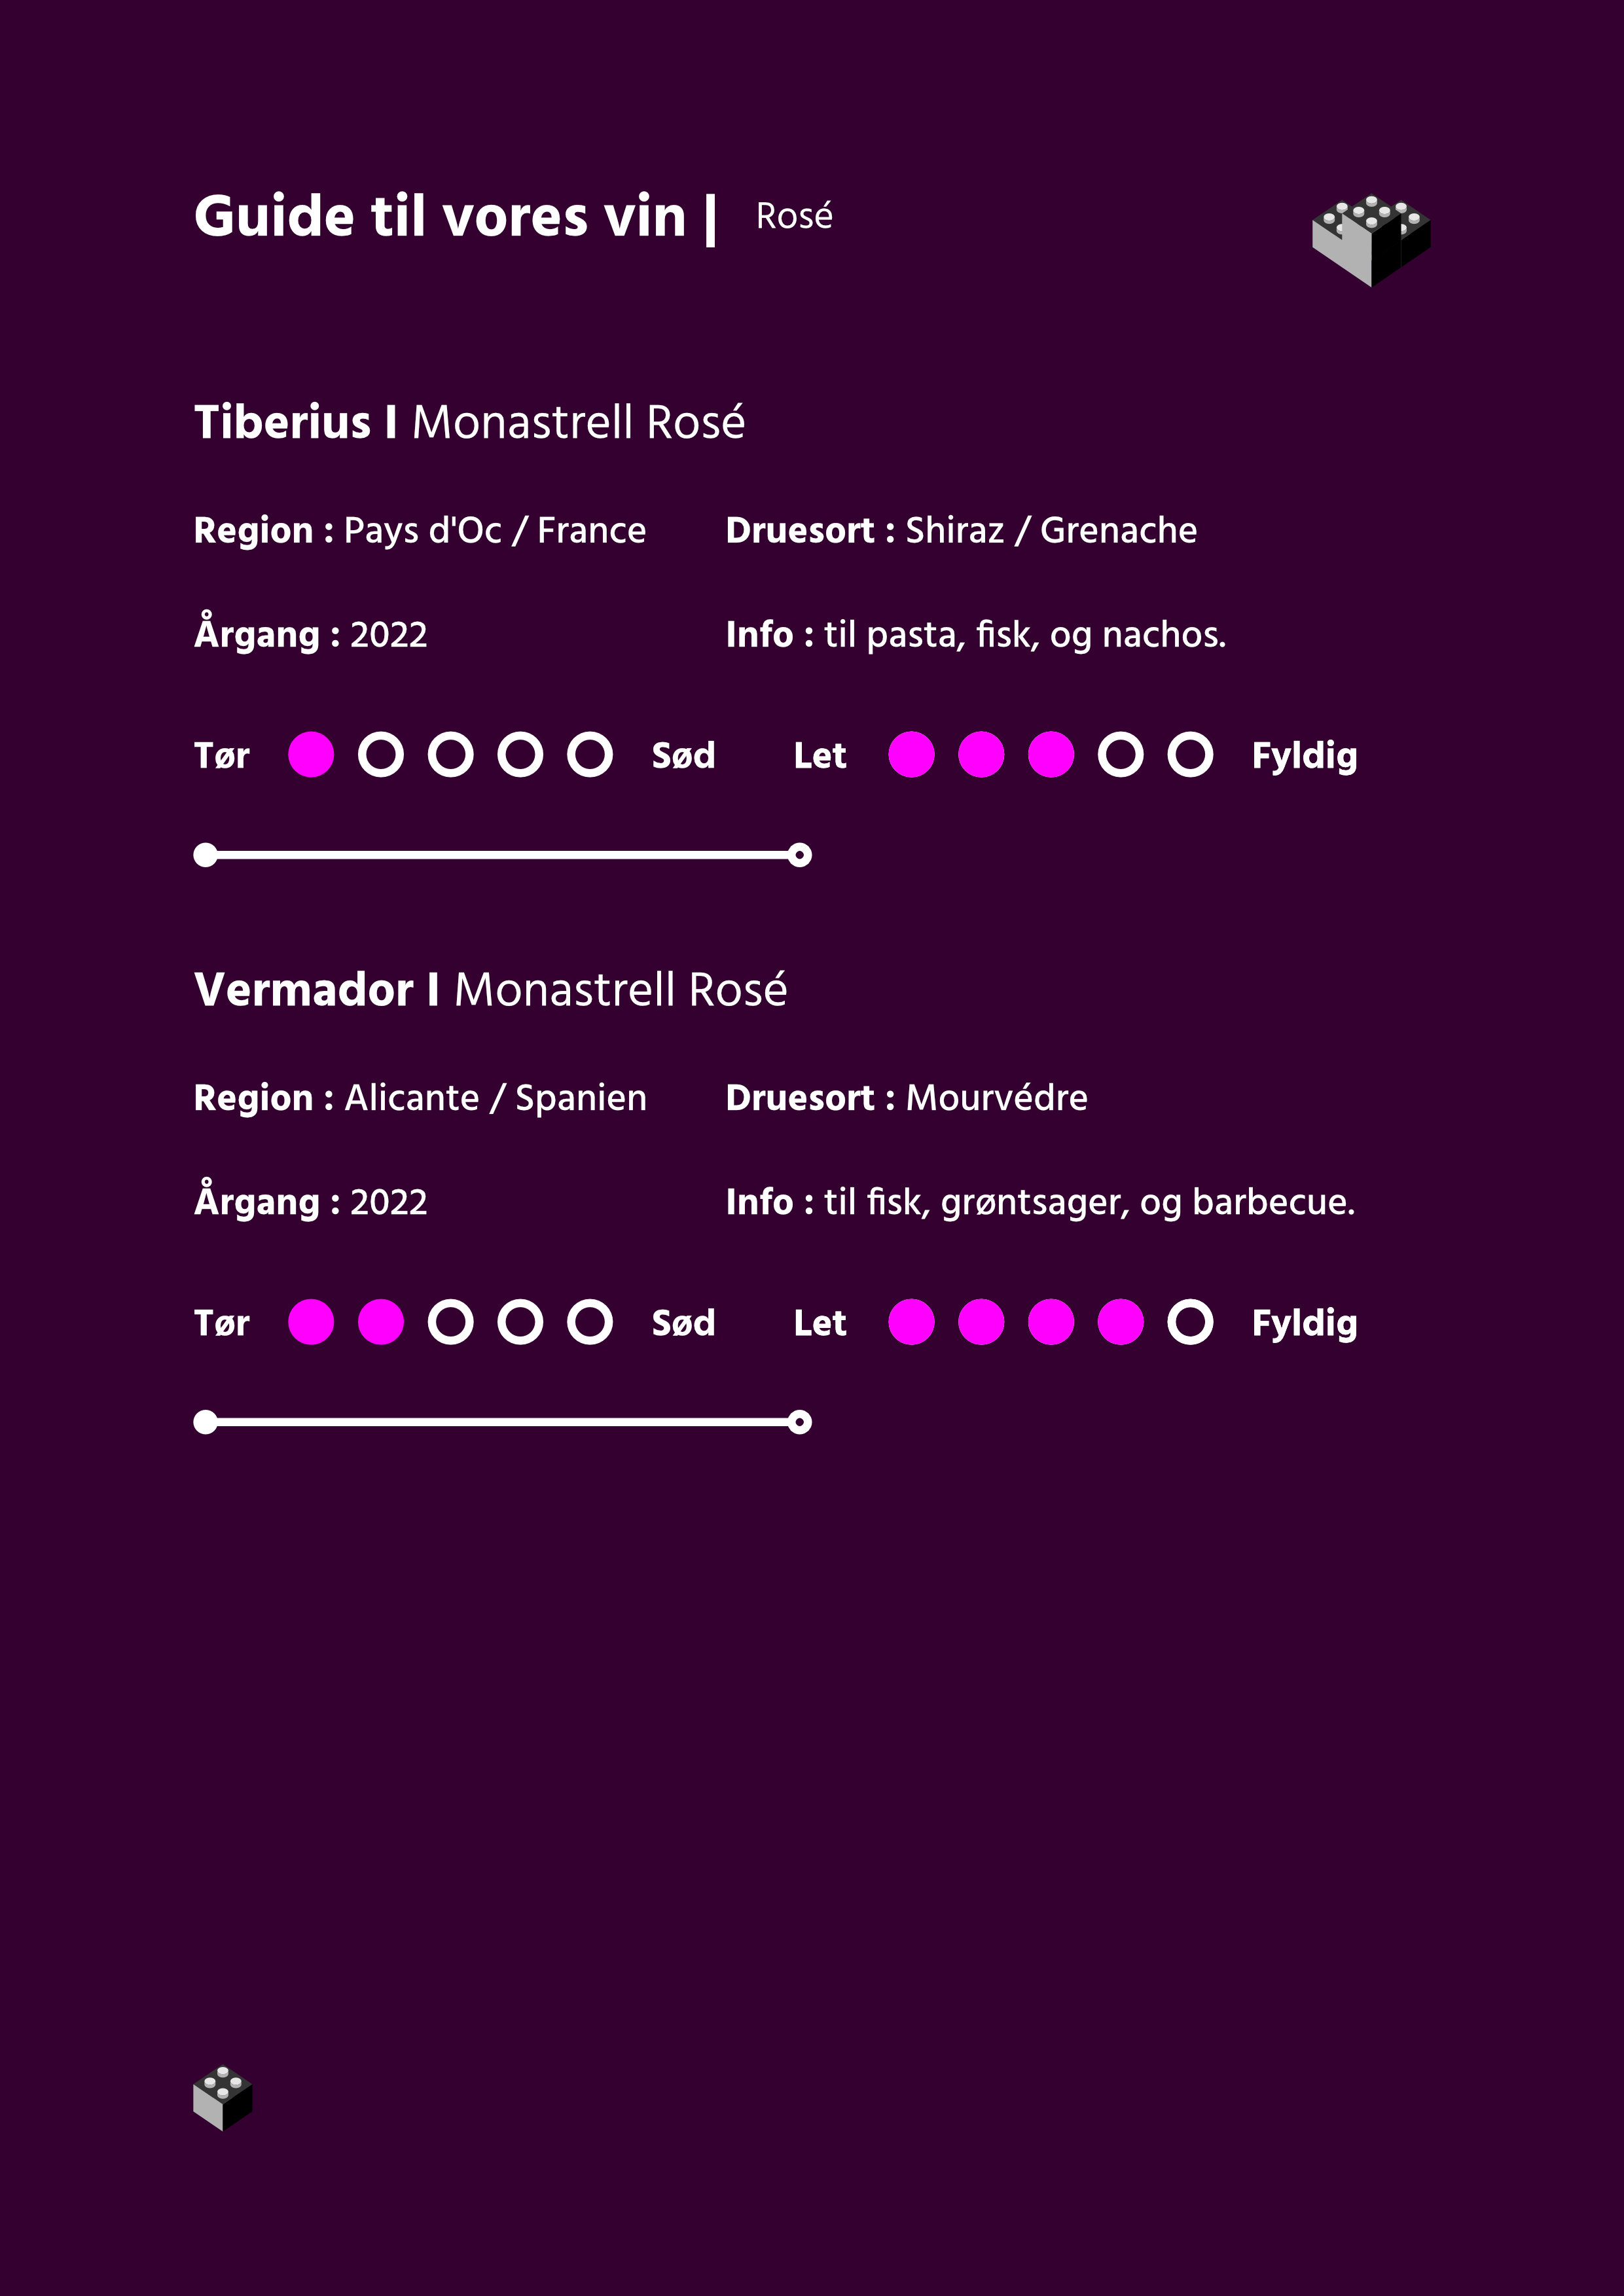 Guide til vores vin | Rosé
Tiberius I Monastrell Rosé
Region : Pays d'Oc / France Druesort : Shiraz / Grenache
Årgang : 2022 Info : til pasta, fisk, og nachos.
Tør Sød Let Fyldig
Vermador I Monastrell Rosé
Region : Alicante / Spanien Druesort : Mourvédre
Årgang : 2022 Info : til fisk, grøntsager, og barbecue.
Tør Sød Let Fyldig